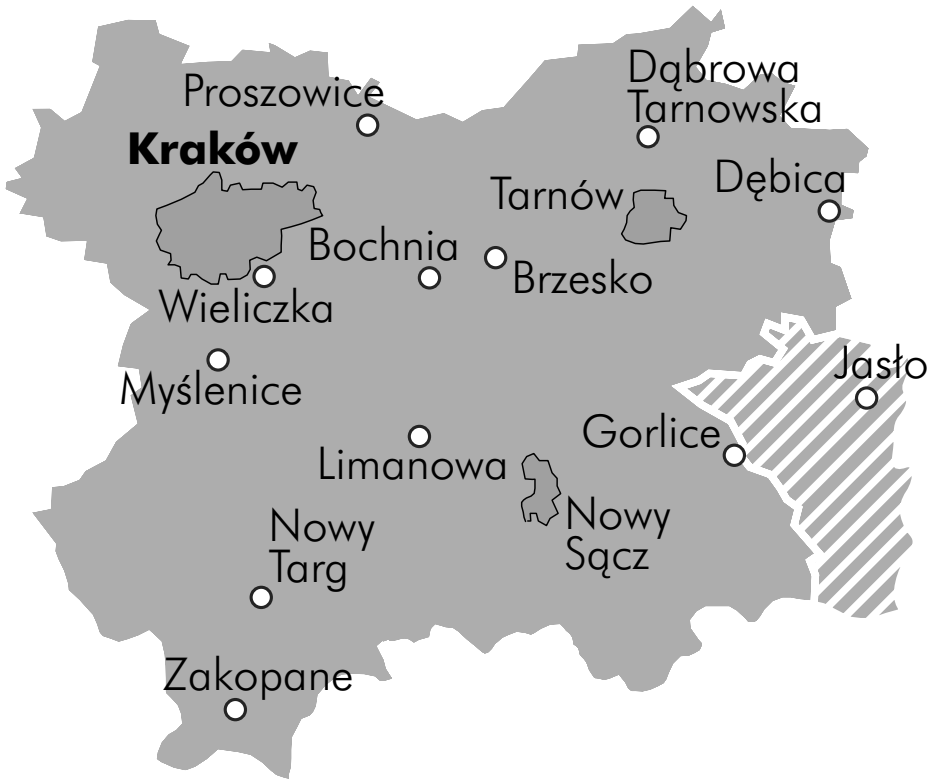 Dąbrowa
Tarnowska
Proszowice
Kraków
Dębica
Tarnów
Bochnia
Brzesko
Wieliczka
Jasło
Myślenice
Gorlice
Limanowa
Nowy
Sącz
Nowy
Targ
Zakopane